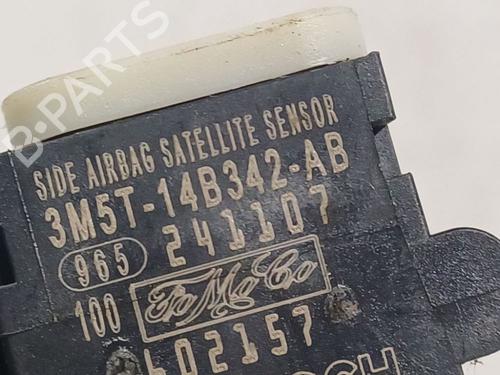 B-PARTS
SIDE AIRBAG SATELLITE SENSOR
3M5T-14B342-AB
965 241107
100 FoMoCo
602157